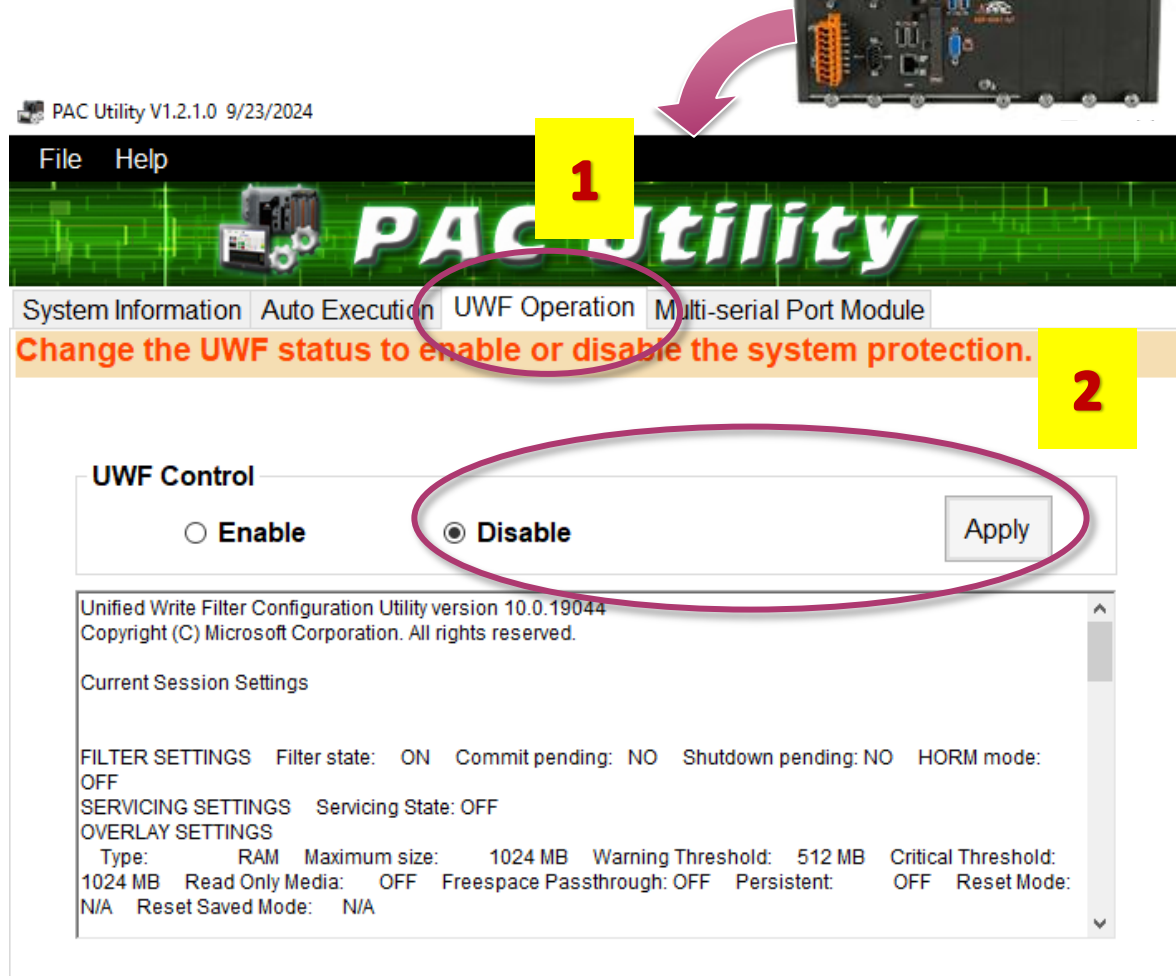 PAC Utility V1.2.1.0 9/23/2024
File Help
1
PAC Utility
System Information Auto Execution UWF Operation Multi-serial Port Module
Change the UWF status to enable or disable the system protection.
2
UWF Control
Enable Disable Apply
Unified Write Filter Configuration Utility version 10.0.19044
Copyright (C) Microsoft Corporation. All rights reserved.
Current Session Settings
FILTER SETTINGS Filter state: ON Commit pending: NO Shutdown pending: NO HORM mode:
OFF
SERVICING SETTINGS Servicing State: OFF
OVERLAY SETTINGS
Type: RAM Maximum size: 1024 MB Warning Threshold: 512 MB Critical Threshold:
1024 MB Read Only Media: OFF Freespace Passthrough: OFF Persistent: OFF Reset Mode:
N/A Reset Saved Mode: N/A